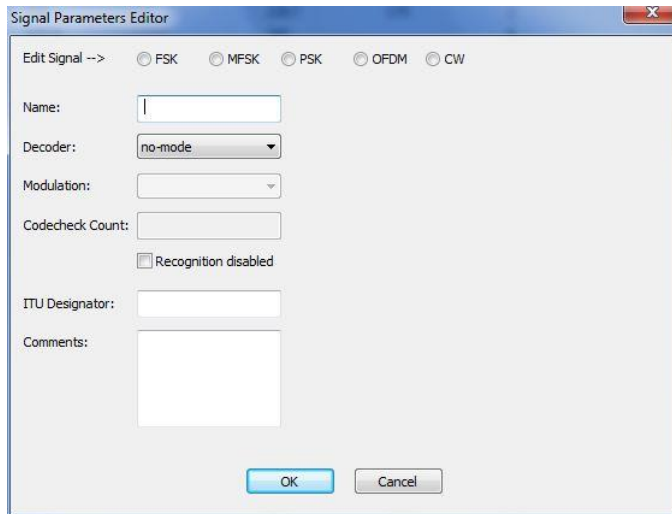 Signal Parameters Editor
Edit Signal --> FSK MFSK PSK OFDM CW
Name:
Decoder: no-mode
Modulation:
Codecheck Count:
Recognition disabled
ITU Designator:
Comments:
OK Cancel